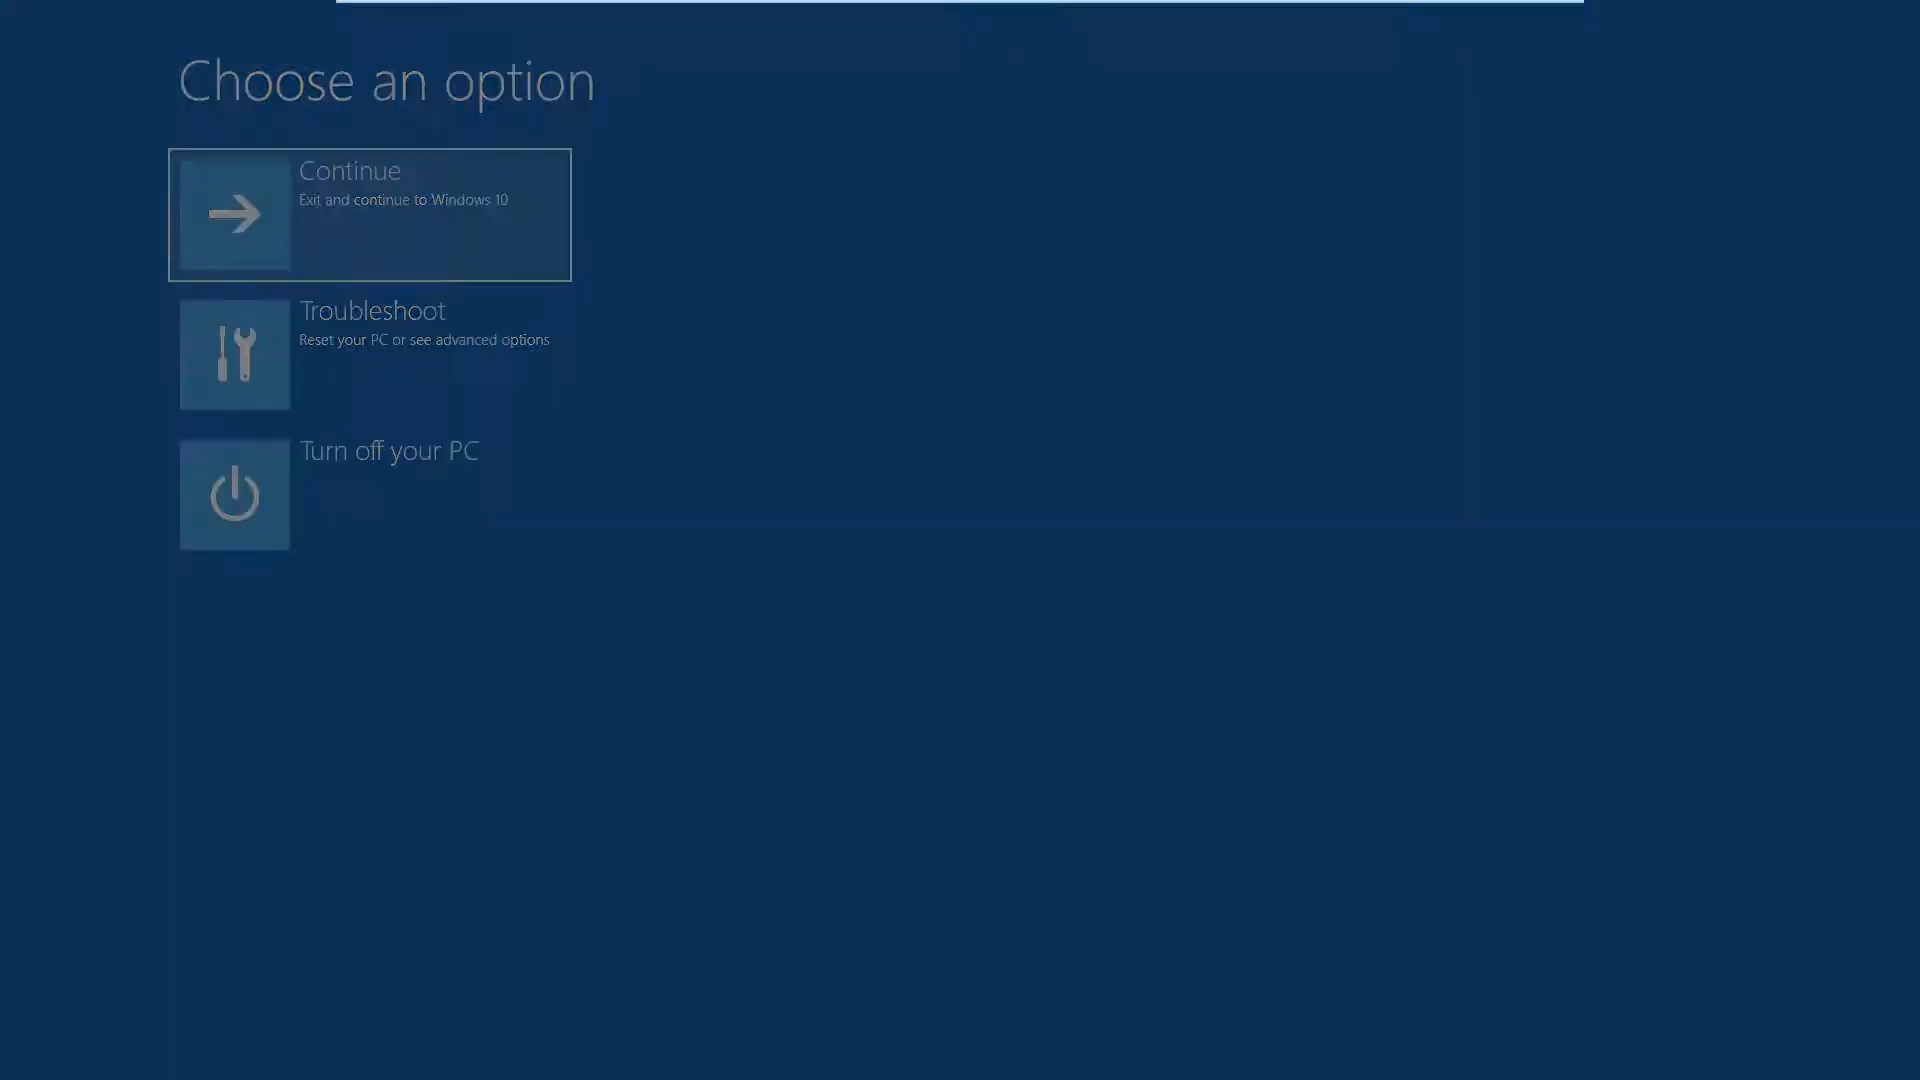 Choose an option
Continue
Exit and continue to Windows 10
Troubleshoot
Reset your PC or see advanced options
Turn off your PC